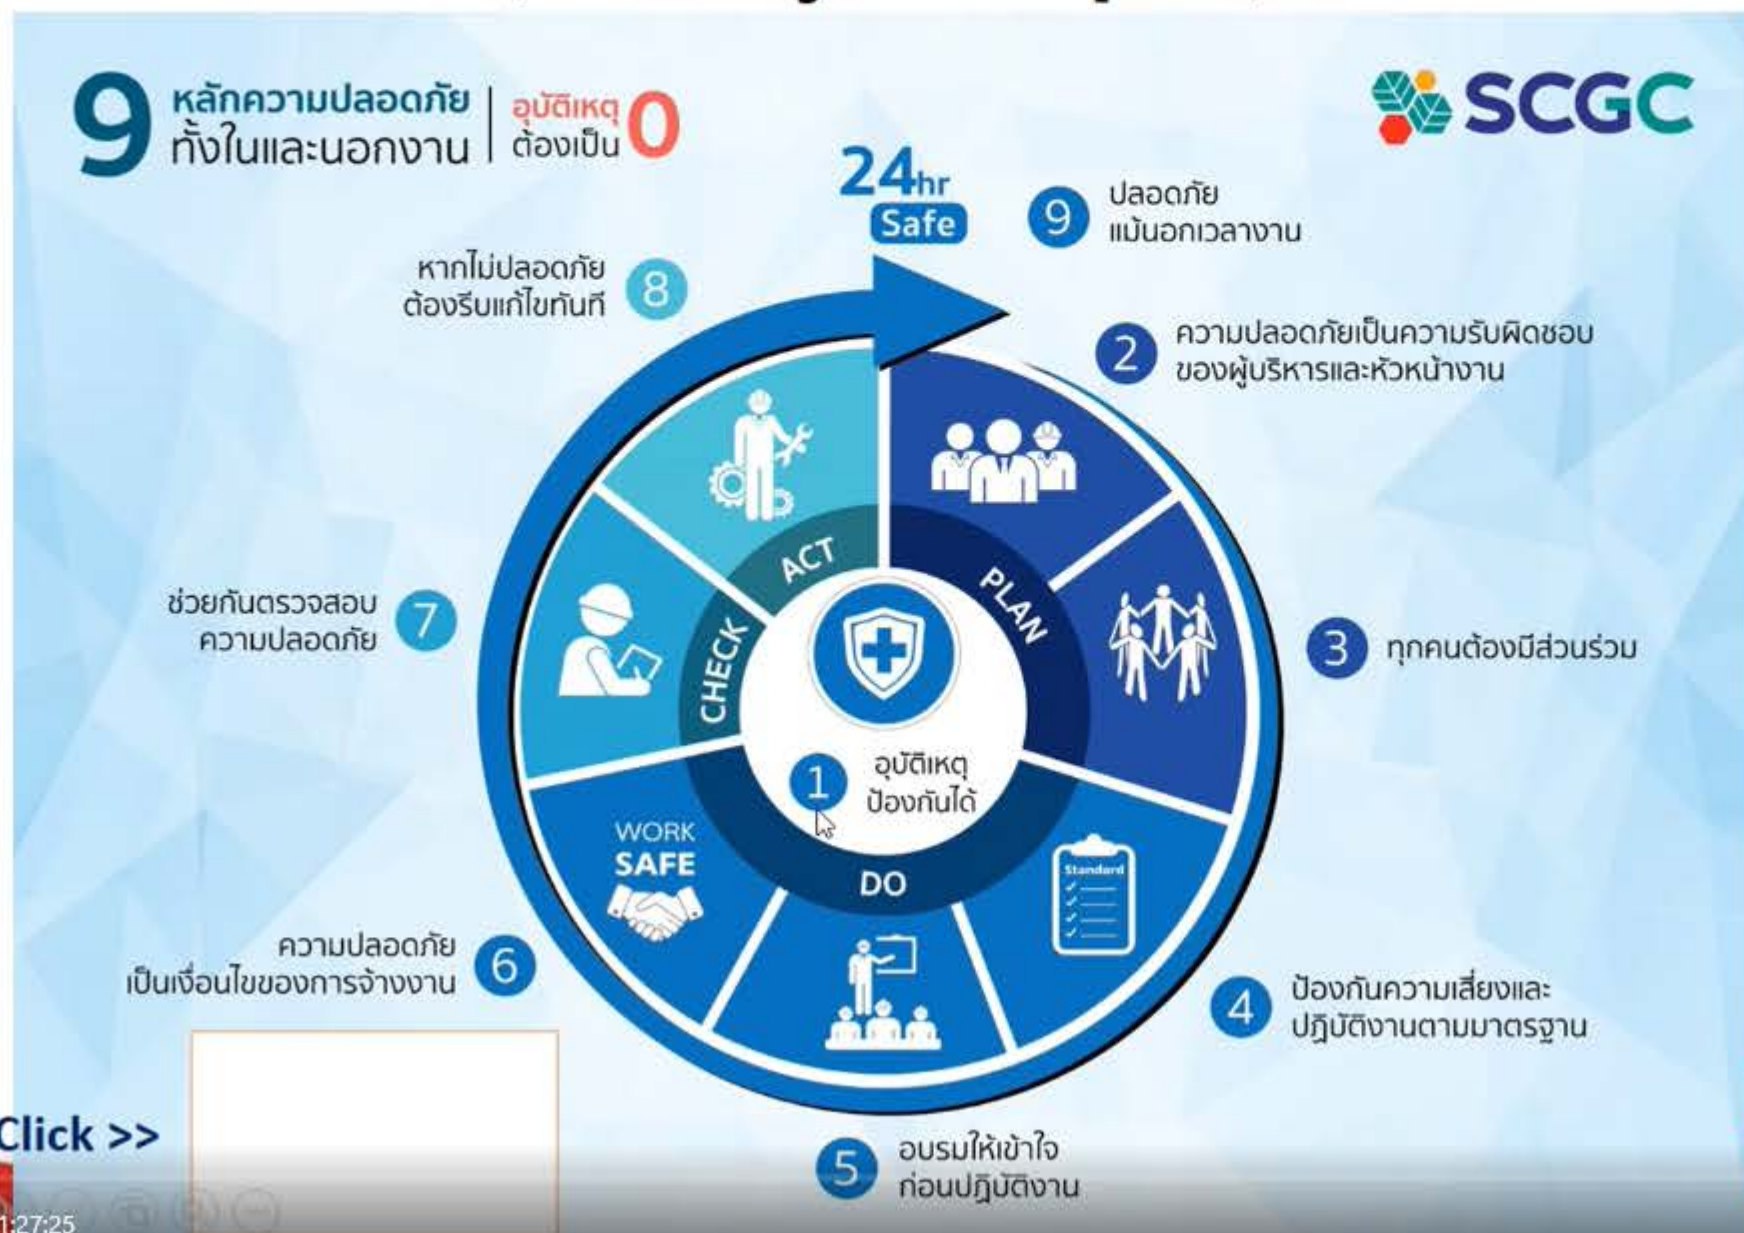 9
หลักความปลอดภัย
ทั้งในและนอกงาน
อุบัติเหตุ
ต้องเป็น 0
SCGC
24hr
Safe
9
ปลอดภัย
แม้นอกเวลางาน
หากไม่ปลอดภัย
ต้องรีบแก้ไขทันที
8
2
ความปลอดภัยเป็นความรับผิดชอบ
ของผู้บริหารและหัวหน้างาน
ACT
PLAN
CHECK
DO
ช่วยกันตรวจสอบ
ความปลอดภัย
7
3
ทุกคนต้องมีส่วนร่วม
1
อุบัติเหตุ
ป้องกันได้
WORK
SAFE
Standard
ความปลอดภัย
เป็นเงื่อนไขของการจ้างงาน
6
4
ป้องกันความเสี่ยงและ
ปฏิบัติงานตามมาตรฐาน
Click >>
5
อบรมให้เข้าใจ
ก่อนปฏิบัติงาน
1:27:25